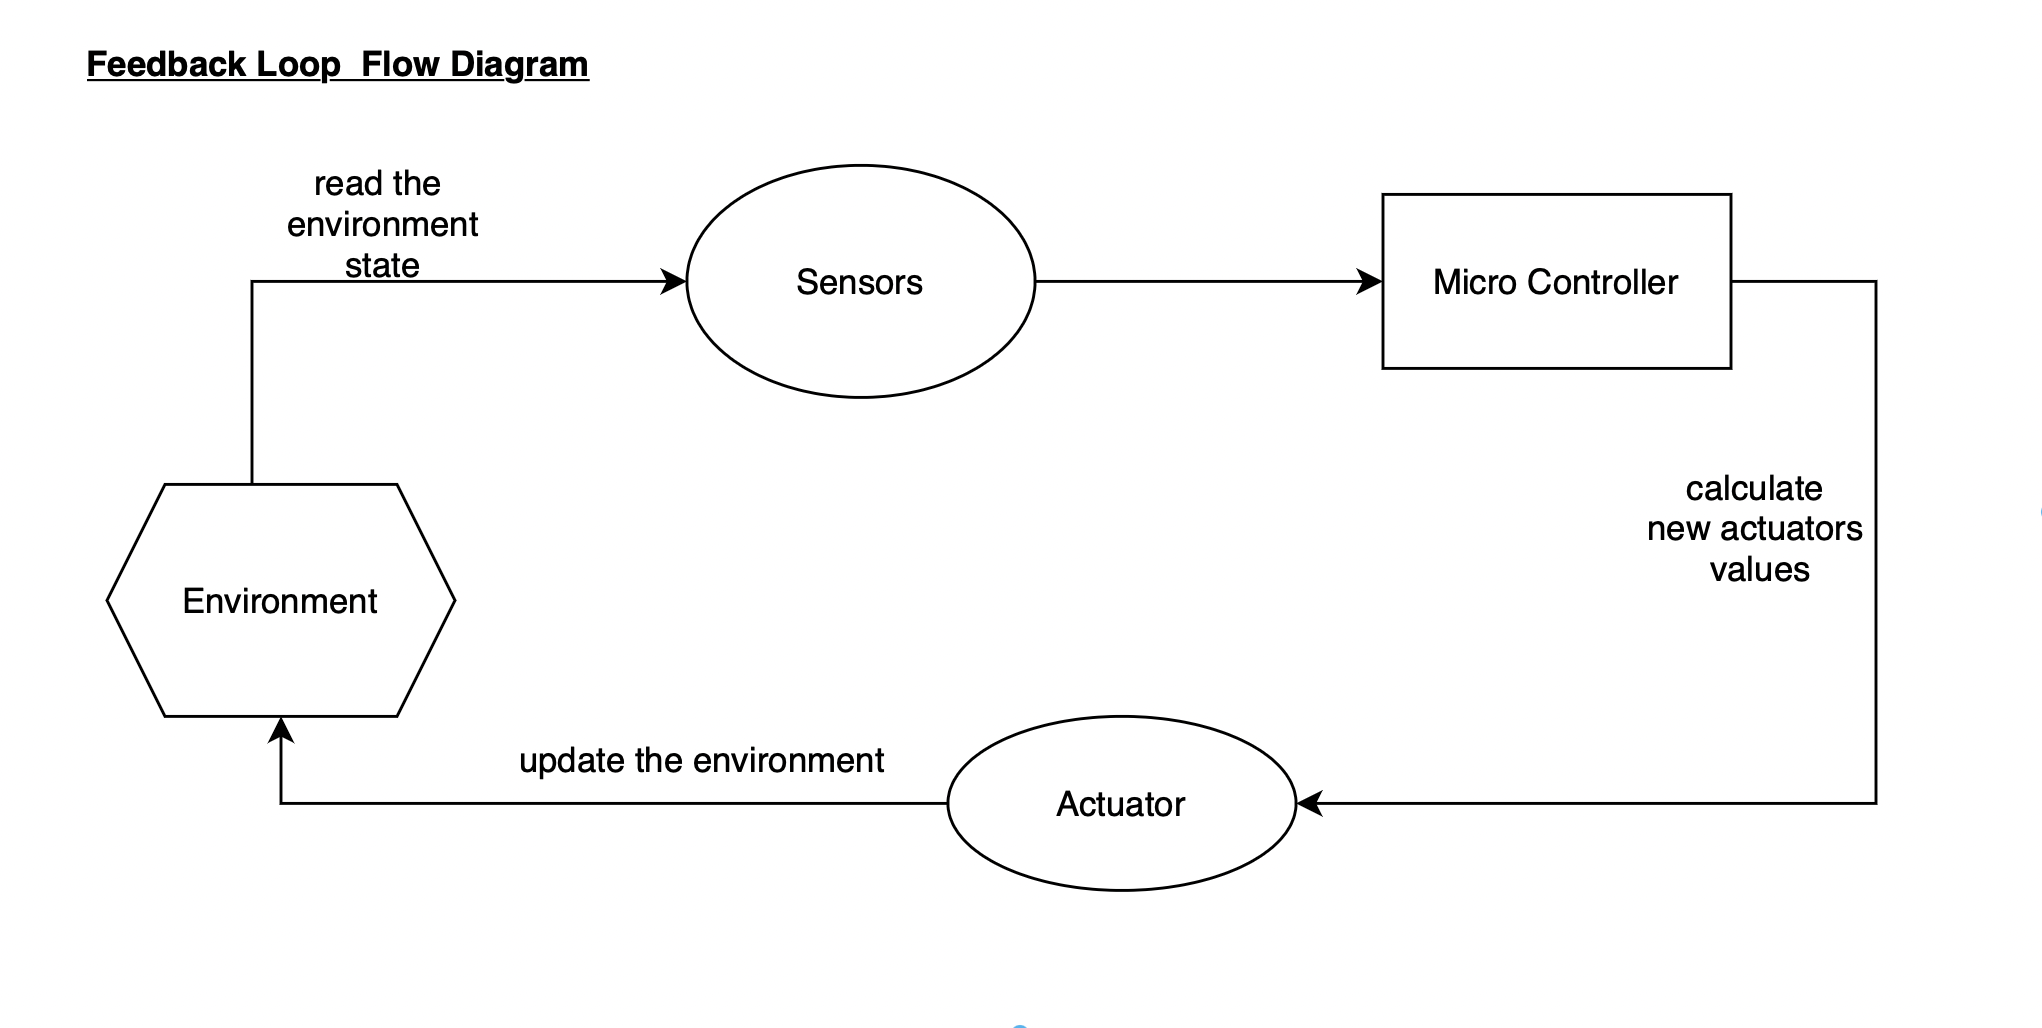 Feedback Loop  Flow Diagram
read the
environment
state
Sensors
Micro Controller
calculate
new actuators
values
Environment
update the environment
Actuator